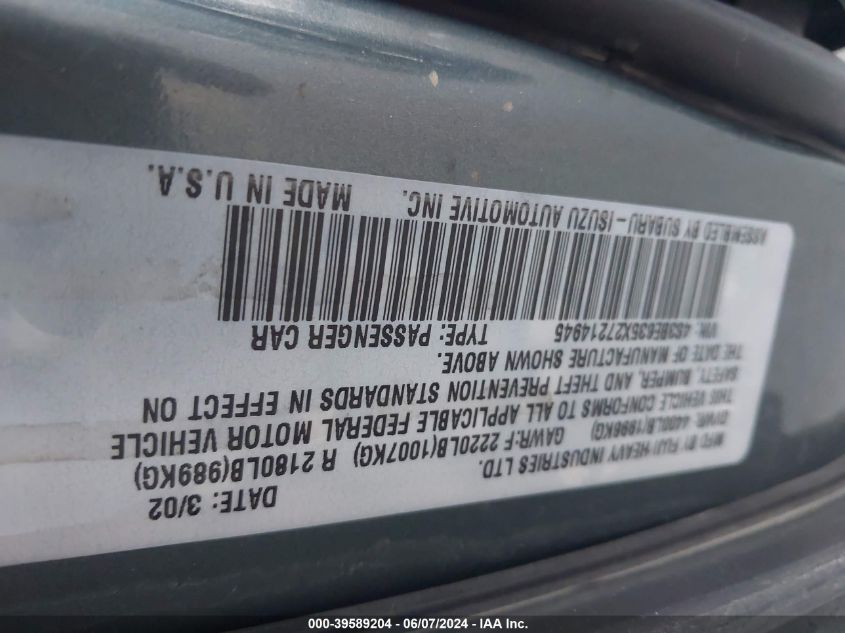 MFD BY FUJI HEAVY INDUSTRIES LTD. DATE: 3/02
GVWR: 4400LB(1999KG) GAWR:F 2220LB(1007KG) R 2180LB(989KG)
THIS VEHICLE CONFORMS TO ALL APPLICABLE FEDERAL MOTOR VEHICLE
SAFETY, BUMPER, AND THEFT PREVENTION STANDARDS IN EFFECT ON
THE DATE OF MANUFACTURE SHOWN ABOVE.
VIN: 4S3BE635X27214945 TYPE: PASSENGER CAR
ASSEMBLED BY SUBARU-ISUZU AUTOMOTIVE INC. MADE IN U.S.A.
000-39589204 - 06/07/2024 - IAA Inc.